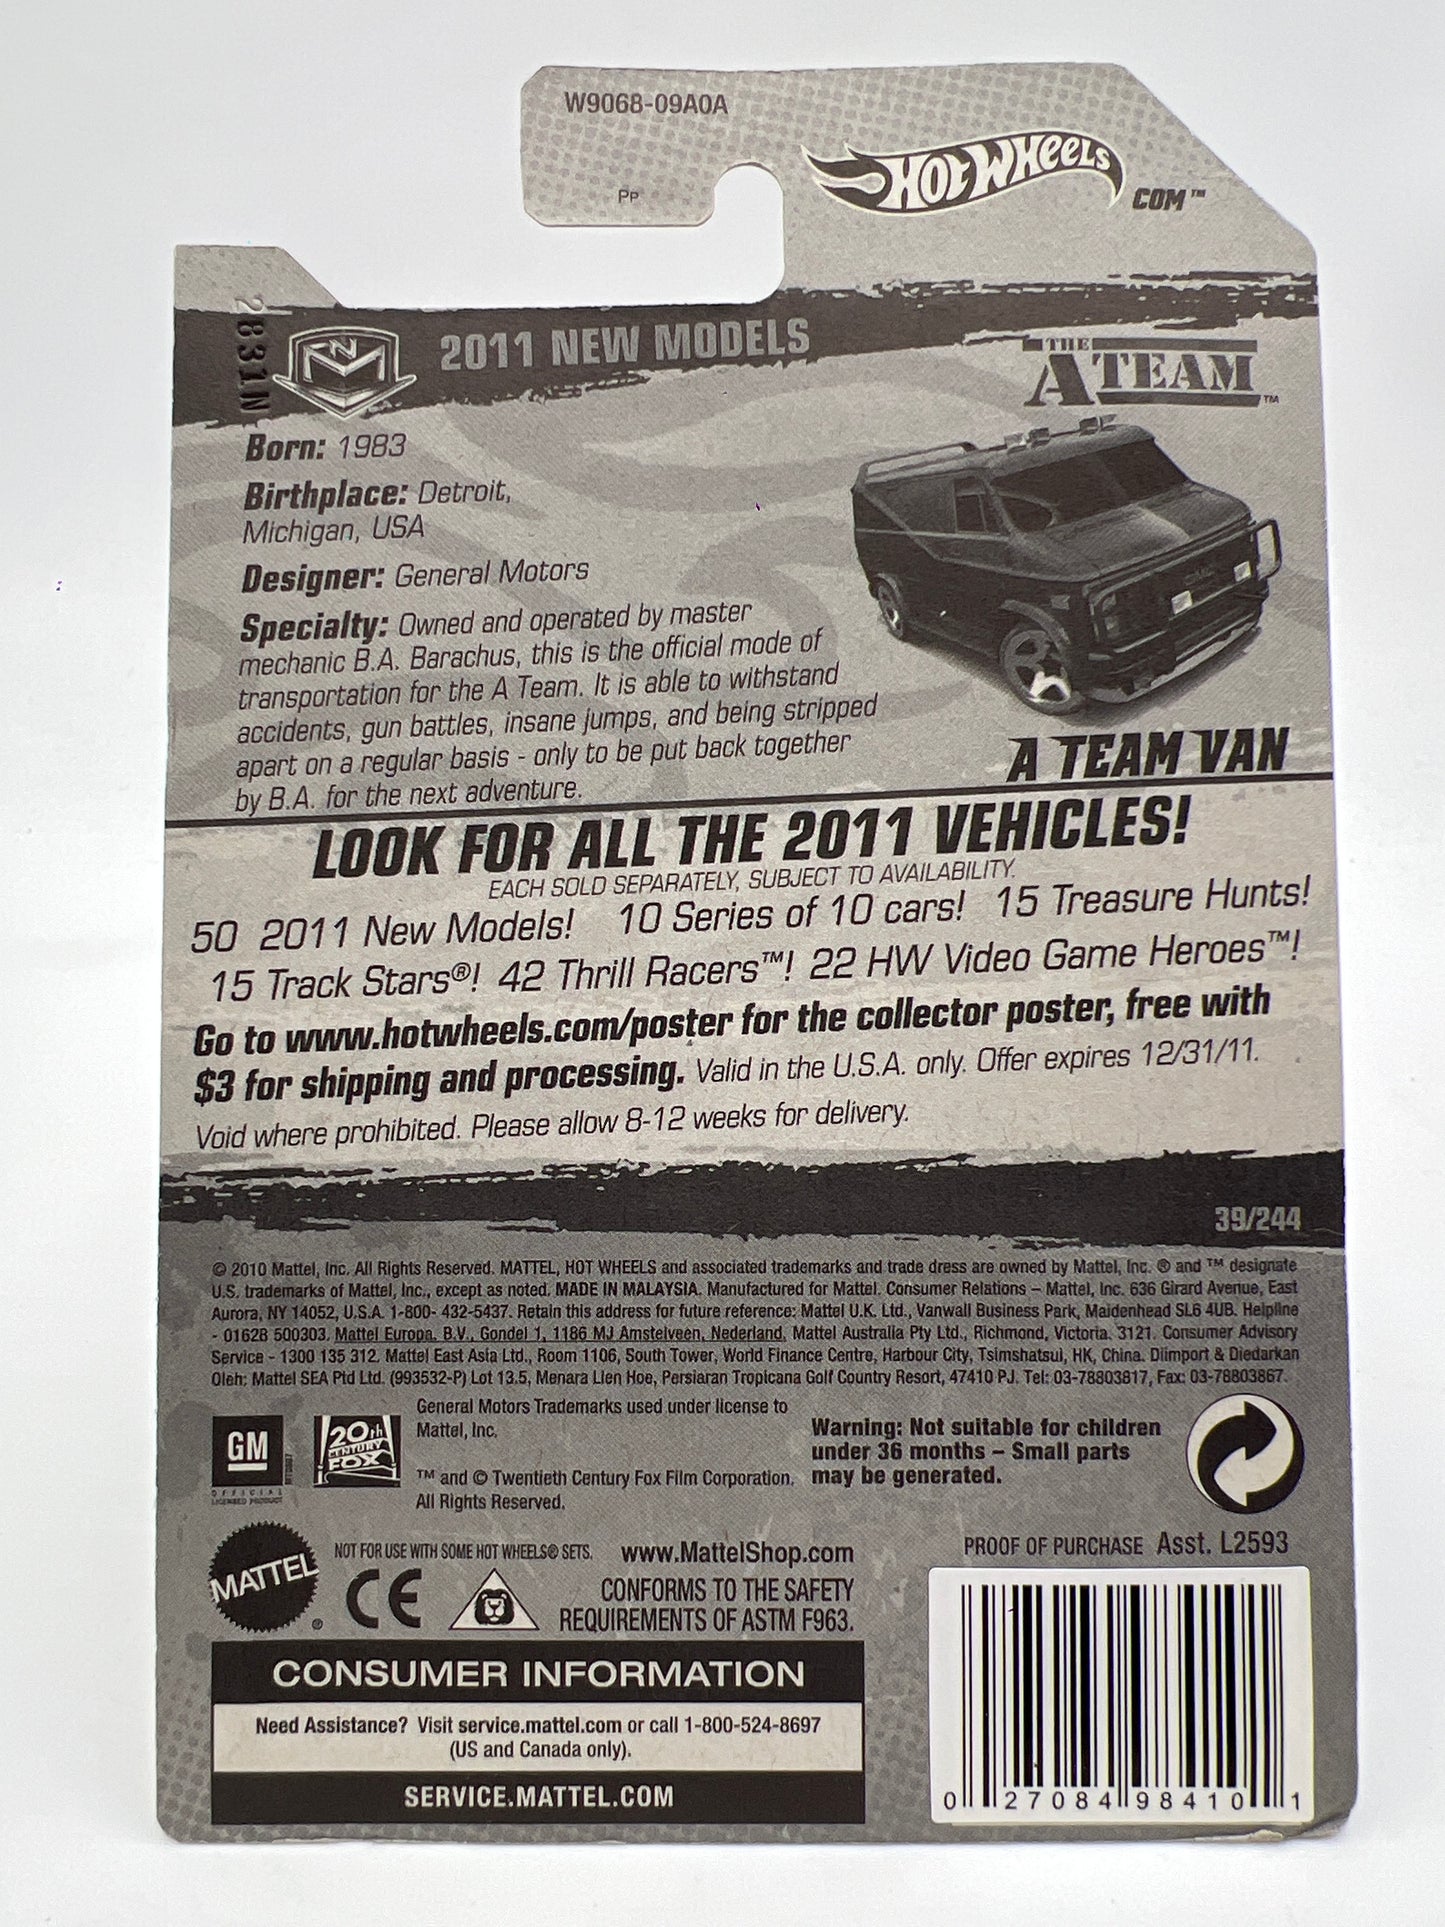 W9068-09A0A
Pp
HOT WHEELS
COM™
2831N
NM
2011 NEW MODELS
THE
A TEAM™
Born: 1983
Birthplace: Detroit,
Michigan, USA
Designer: General Motors
Specialty: Owned and operated by master
mechanic B.A. Barachus, this is the official mode of
transportation for the A Team. It is able to withstand
accidents, gun battles, insane jumps, and being stripped
apart on a regular basis - only to be put back together
by B.A. for the next adventure.
A TEAM VAN
LOOK FOR ALL THE 2011 VEHICLES!
EACH SOLD SEPARATELY, SUBJECT TO AVAILABILITY.
50 2011 New Models! 10 Series of 10 cars! 15 Treasure Hunts!
15 Track Stars®! 42 Thrill Racers™! 22 HW Video Game Heroes™!
Go to www.hotwheels.com/poster for the collector poster, free with
$3 for shipping and processing. Valid in the U.S.A. only. Offer expires 12/31/11.
Void where prohibited. Please allow 8-12 weeks for delivery.
39/244
© 2010 Mattel, Inc. All Rights Reserved. MATTEL, HOT WHEELS and associated trademarks and trade dress are owned by Mattel, Inc. ® and ™ designate
U.S. trademarks of Mattel, Inc., except as noted. MADE IN MALAYSIA. Manufactured for Mattel. Consumer Relations – Mattel, Inc. 636 Girard Avenue, East
Aurora, NY 14052, U.S.A. 1-800- 432-5437. Retain this address for future reference: Mattel U.K. Ltd., Vanwall Business Park, Maidenhead SL6 4UB. Helpline
- 01628 500303. Mattel Europa, B.V., Gondel 1, 1186 MJ Amstelveen, Nederland. Mattel Australia Pty Ltd., Richmond, Victoria. 3121. Consumer Advisory
Service - 1300 135 312. Mattel East Asia Ltd., Room 1106, South Tower, World Finance Centre, Harbour City, Tsimshatsui, HK, China. Diimport & Diedarkan
Oleh: Mattel SEA Ptd Ltd. (993532-P) Lot 13.5, Menara Lien Hoe, Persiaran Tropicana Golf Country Resort, 47410 PJ. Tel: 03-78803817, Fax: 03-78803867.
GM
OFFICIAL
LICENSED PRODUCT
20th
CENTURY
FOX
General Motors Trademarks used under license to
Mattel, Inc.
™ and © Twentieth Century Fox Film Corporation.
All Rights Reserved.
Warning: Not suitable for children
under 36 months – Small parts
may be generated.
MATTEL®
NOT FOR USE WITH SOME HOT WHEELS® SETS.
www.MattelShop.com
CE
CONFORMS TO THE SAFETY
REQUIREMENTS OF ASTM F963.
PROOF OF PURCHASE Asst. L2593
CONSUMER INFORMATION
Need Assistance? Visit service.mattel.com or call 1-800-524-8697
(US and Canada only).
SERVICE.MATTEL.COM
0 27084 98410 1